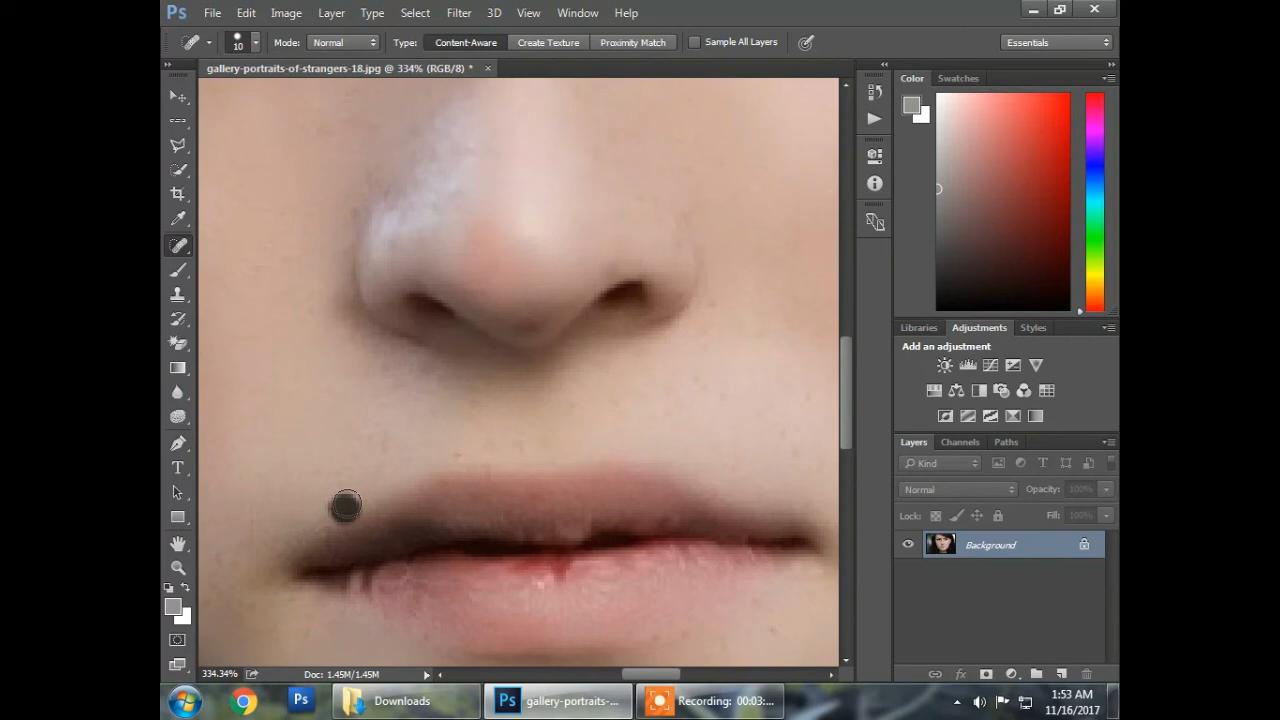 Ps File Edit Image Layer Type Select Filter 3D View Window Help
10 Mode: Normal Type: Content-Aware Create Texture Proximity Match Sample All Layers Essentials
gallery-portraits-of-strangers-18.jpg @ 334% (RGB/8) *
Color Swatches
Libraries Adjustments Styles
Add an adjustment
Layers Channels Paths
Kind
Normal Opacity: 100%
Lock: Fill: 100%
Background
334.34% Doc: 1.45M/1.45M
Ps Downloads Ps gallery-portraits-... Recording: 00:03:... 1:53 AM
11/16/2017